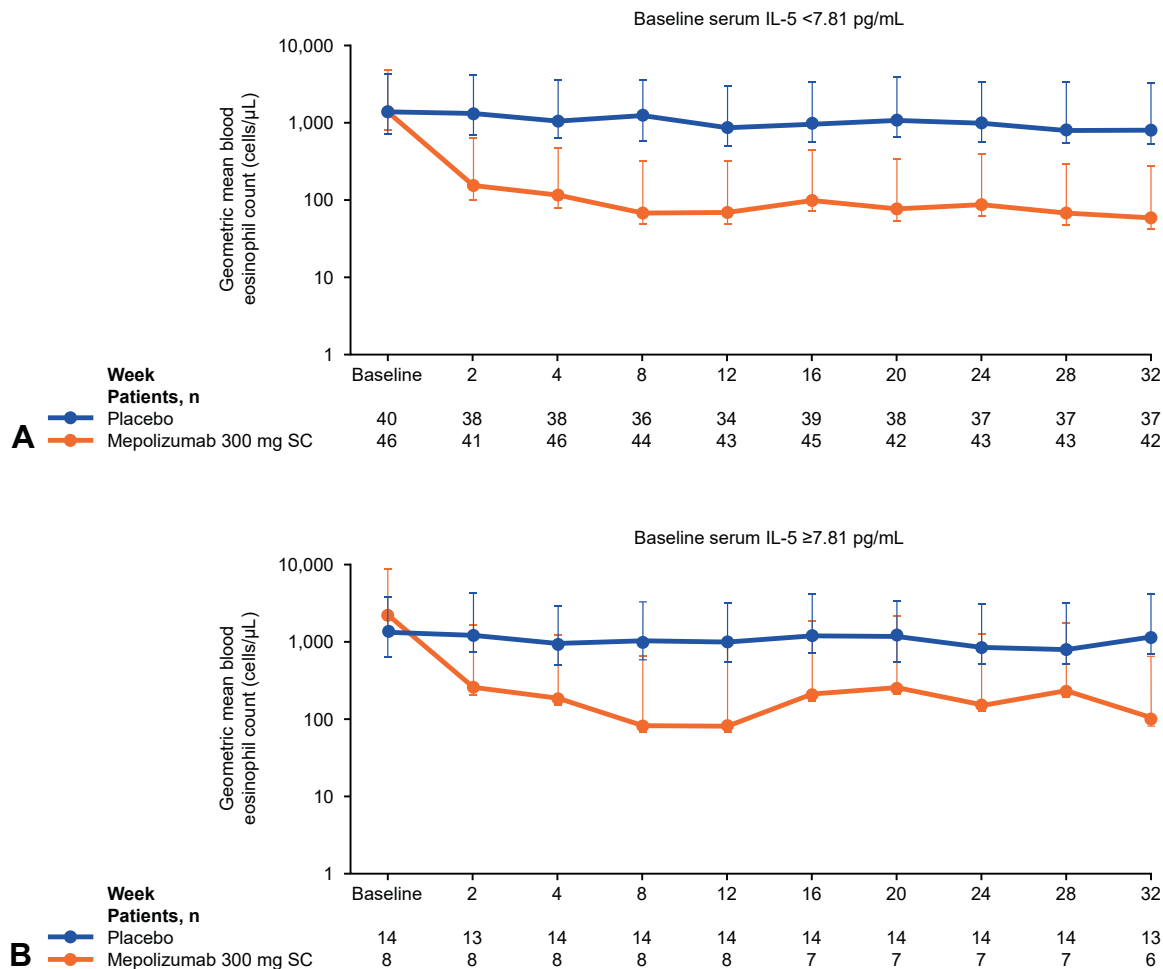 Baseline serum IL-5 <7.81 pg/mL
Geometric mean blood
eosinophil count (cells/μL)
10,000
1,000
100
10
1
Baseline 2 4 8 12 16 20 24 28 32
Week
Patients, n
Placebo 40 38 38 36 34 39 38 37 37 37
A Mepolizumab 300 mg SC 46 41 46 44 43 45 42 43 43 42
Baseline serum IL-5 ≥7.81 pg/mL
Geometric mean blood
eosinophil count (cells/μL)
10,000
1,000
100
10
1
Baseline 2 4 8 12 16 20 24 28 32
Week
Patients, n
Placebo 14 13 14 14 14 14 14 14 14 13
B Mepolizumab 300 mg SC 8 8 8 8 8 7 7 7 7 6